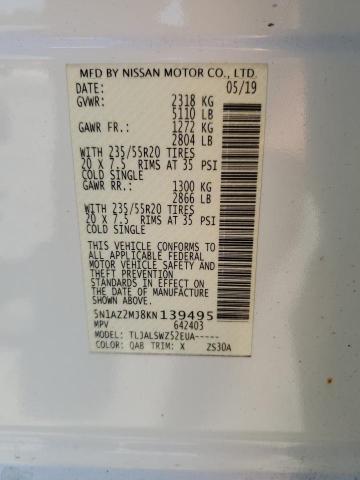 MFD BY NISSAN MOTOR CO., LTD.
DATE: 05/19
GVWR: 2318 KG
5110 LB
GAWR FR.: 1272 KG
2804 LB
WITH 235/55R20 TIRES
20 X 7.5 RIMS AT 35 PSI
COLD SINGLE
GAWR RR.: 1300 KG
2866 LB
WITH 235/55R20 TIRES
20 X 7.5 RIMS AT 35 PSI
COLD SINGLE
THIS VEHICLE CONFORMS TO
ALL APPLICABLE FEDERAL
MOTOR VEHICLE SAFETY AND
THEFT PREVENTION
STANDARDS IN EFFECT ON
THE DATE OF MANUFACTURE
SHOWN ABOVE.
5N1AZ2MJ8KN139495
MPV 642403
MODEL: TLJALSWZ52EUA-----
COLOR: QAB TRIM: X ZS30A